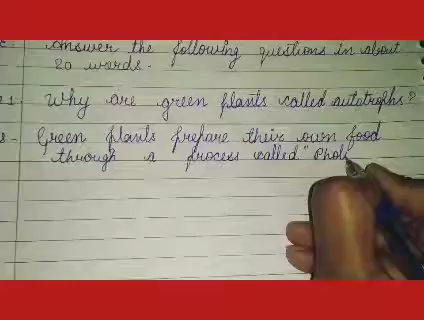 Answer the following questions in about
20 words.
Why are green plants called autotrophs?
Green plants prepare their own food
through a process called "Phot